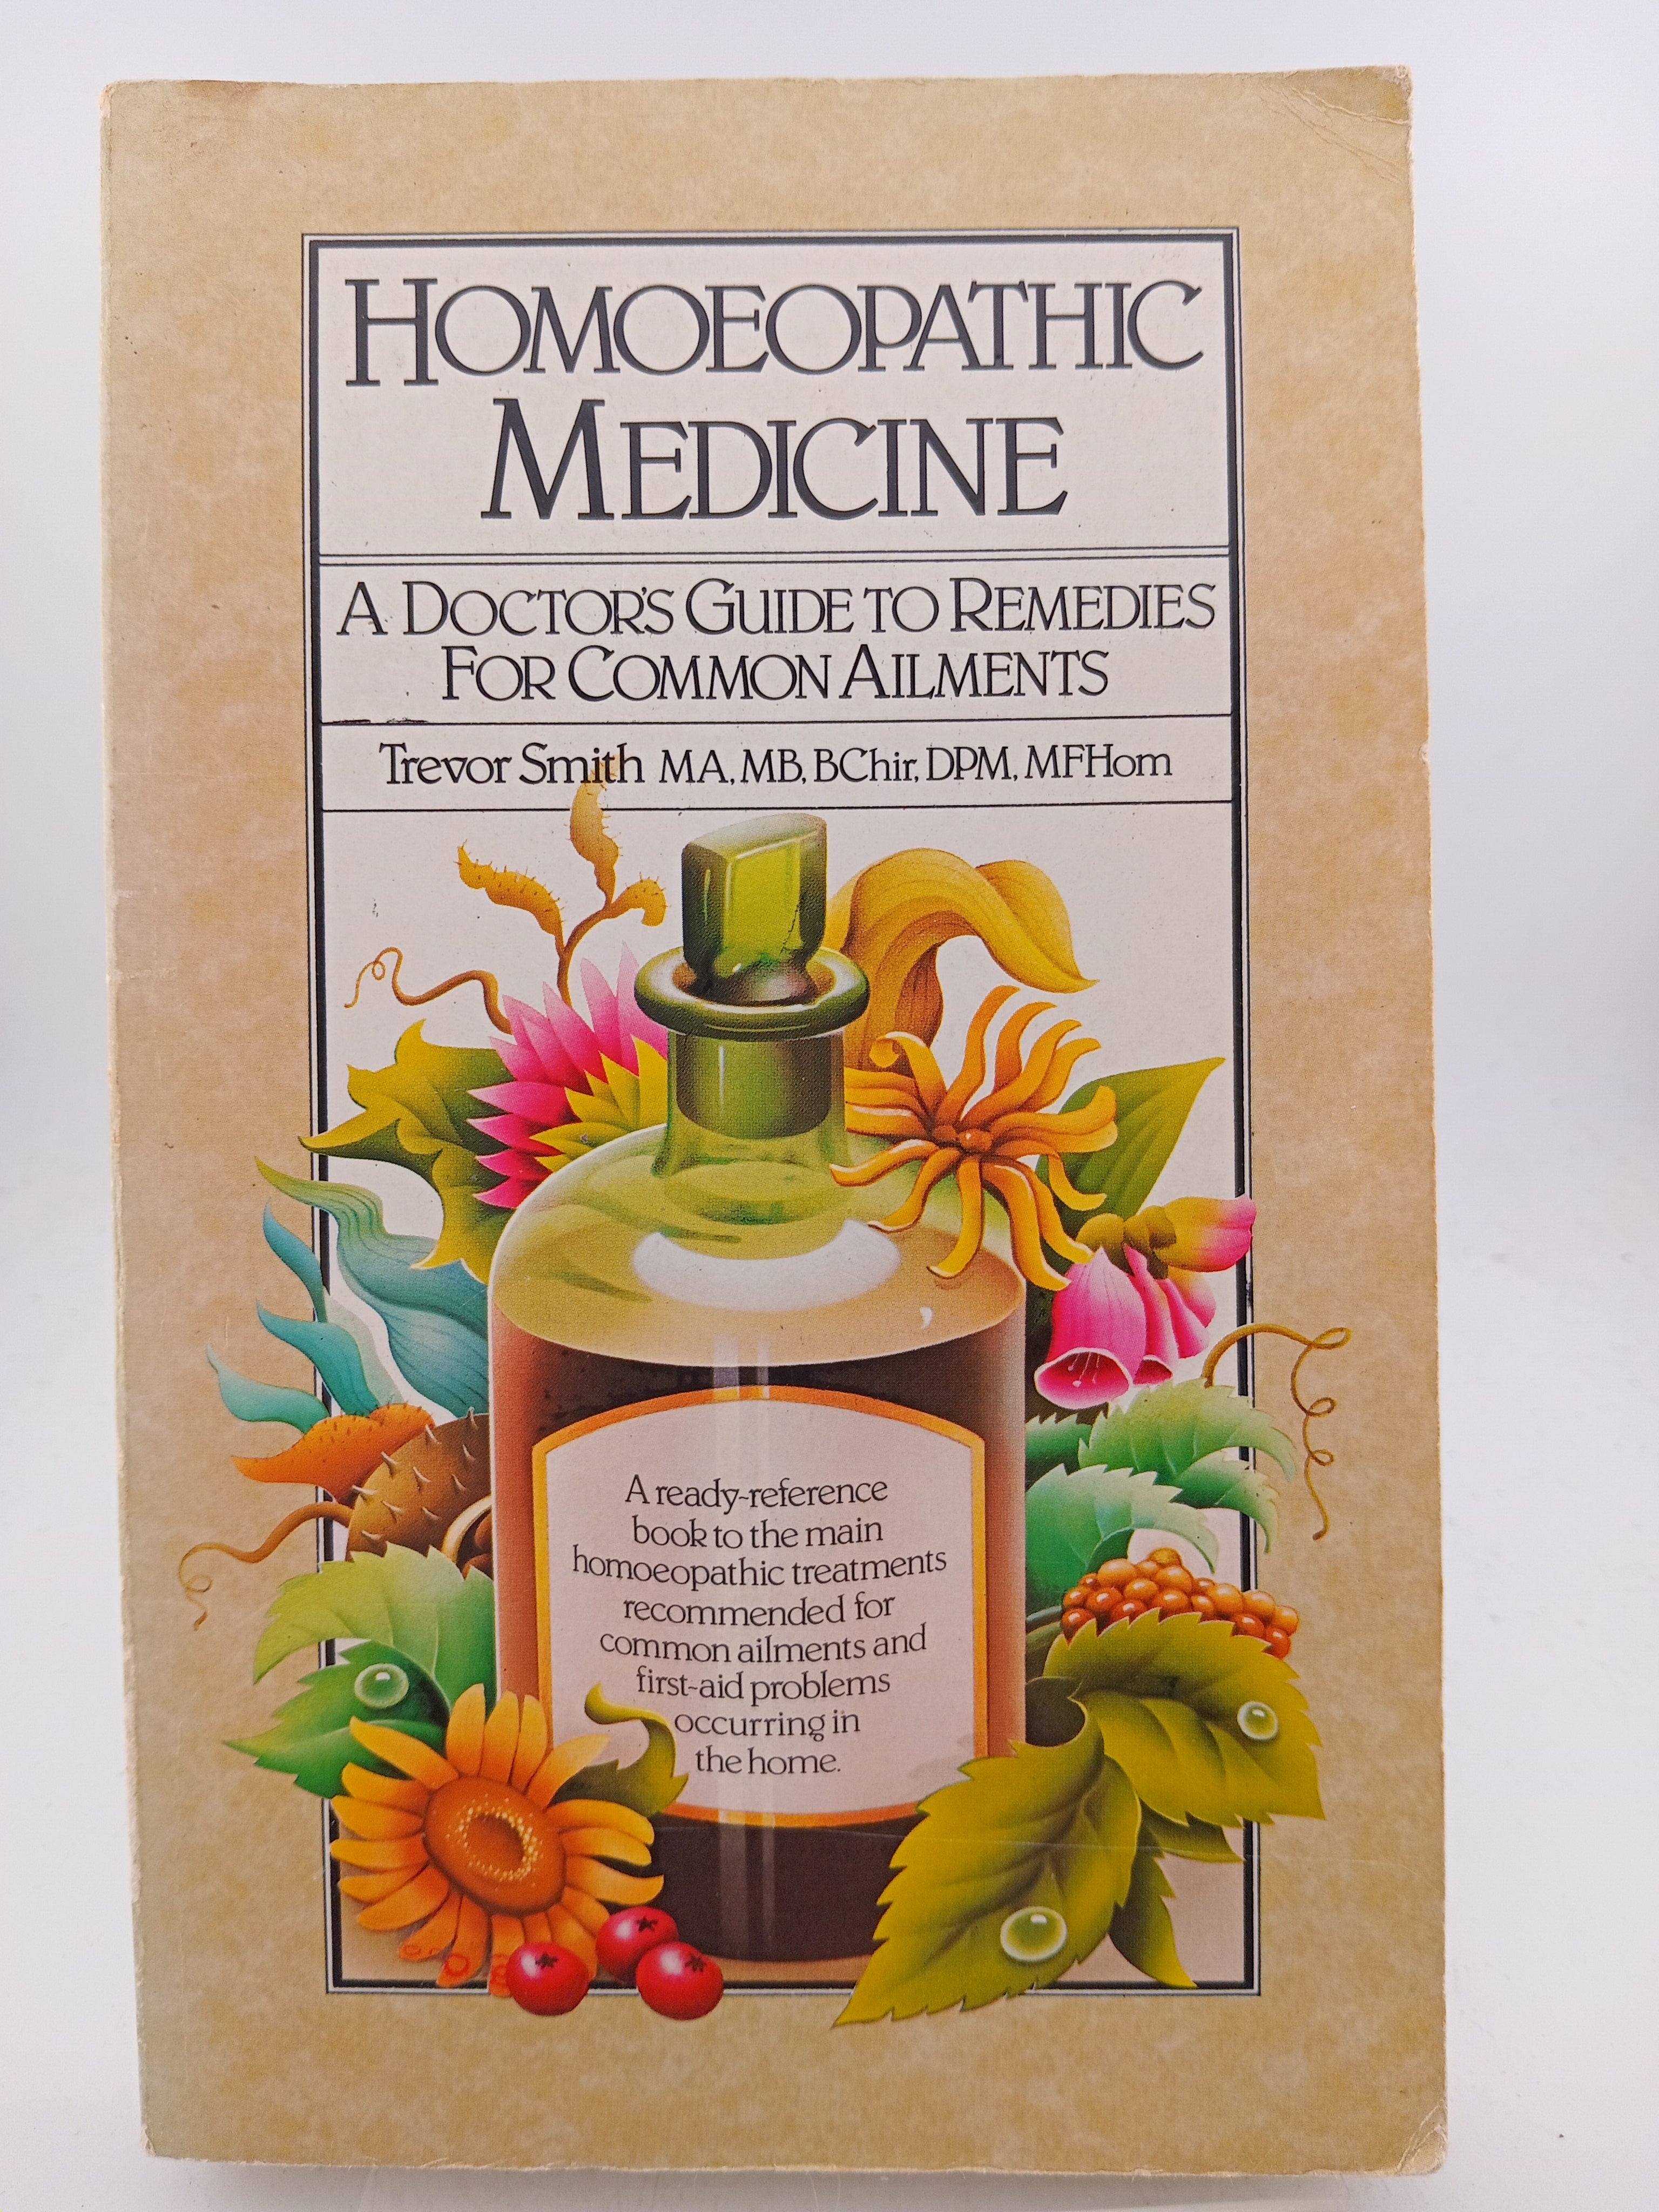 HOMOEOPATHIC
MEDICINE
A DOCTOR'S GUIDE TO REMEDIES
FOR COMMON AILMENTS
Trevor Smith MA, MB, BChir, DPM, MFHom
A ready-reference
book to the main
homoeopathic treatments
recommended for
common ailments and
first-aid problems
occurring in
the home.